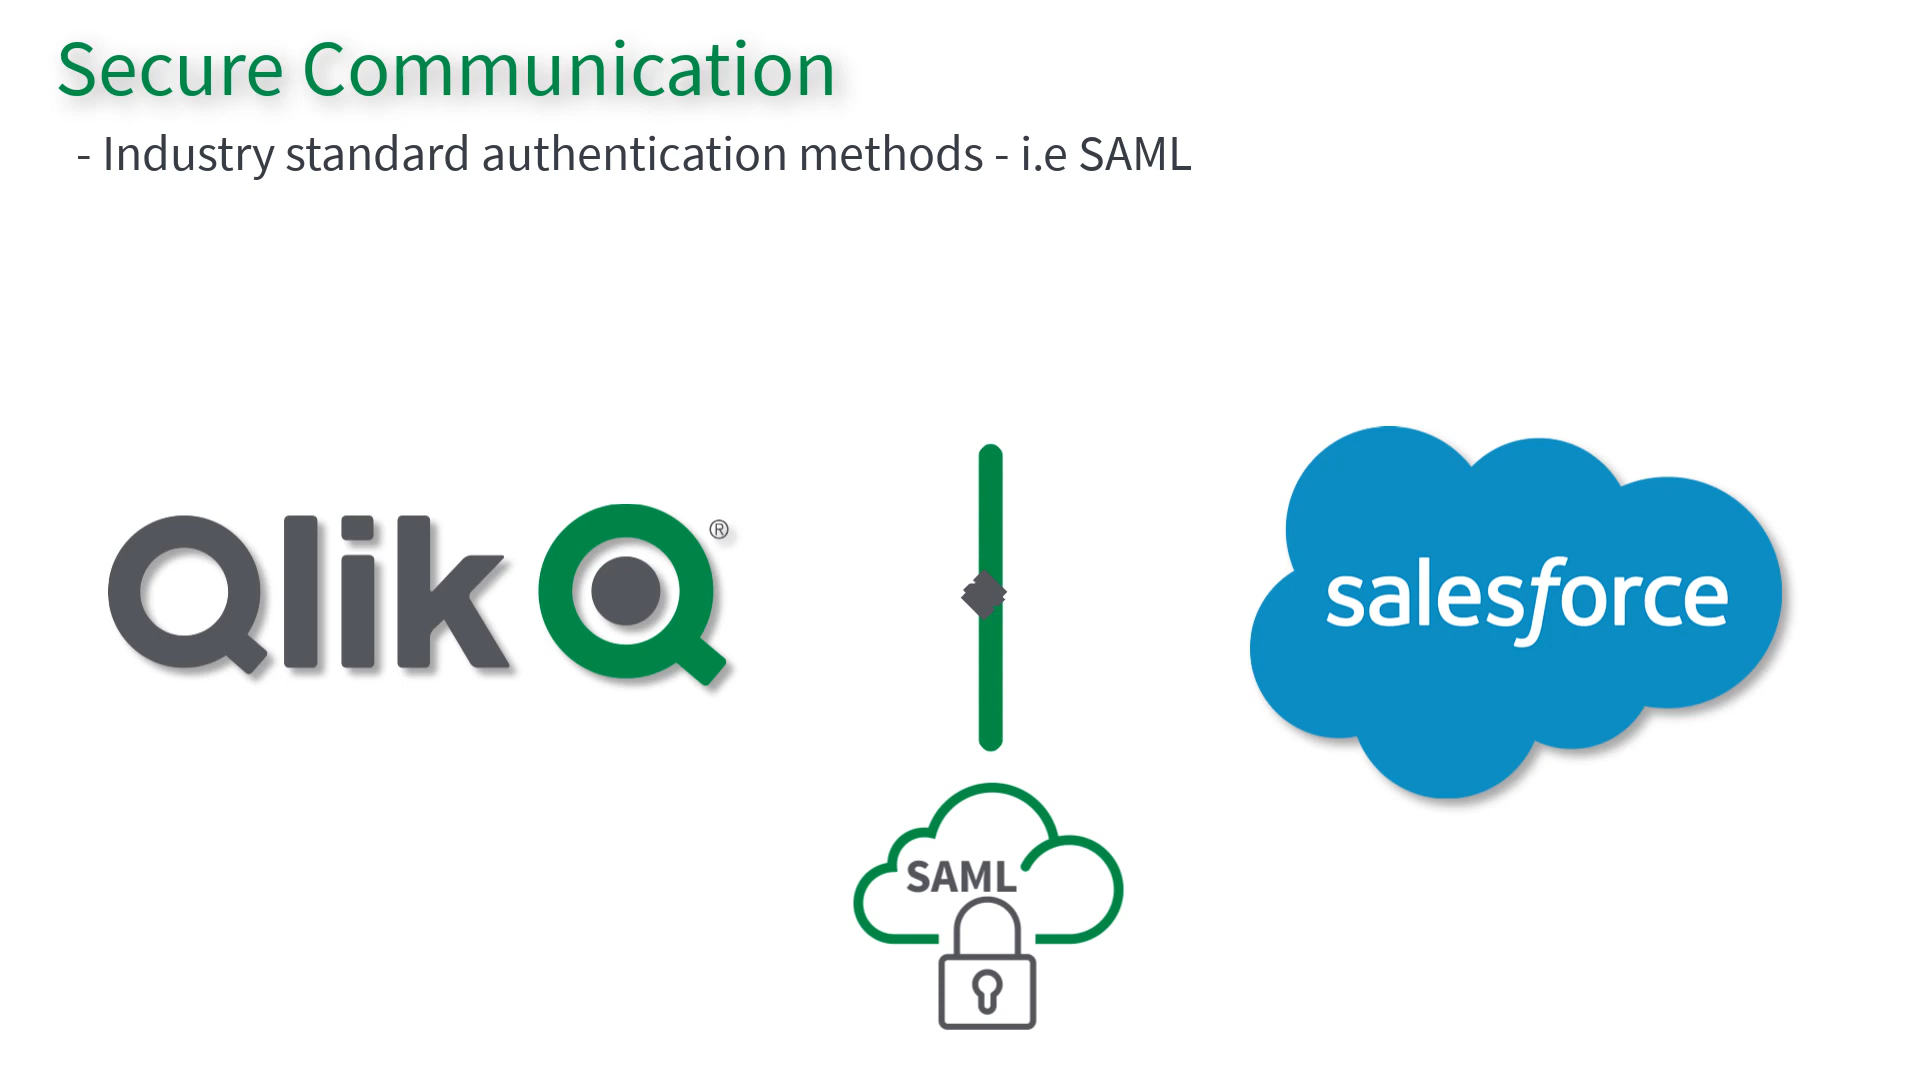 Secure Communication
- Industry standard authentication methods - i.e SAML
Qlik ®
salesforce
SAML